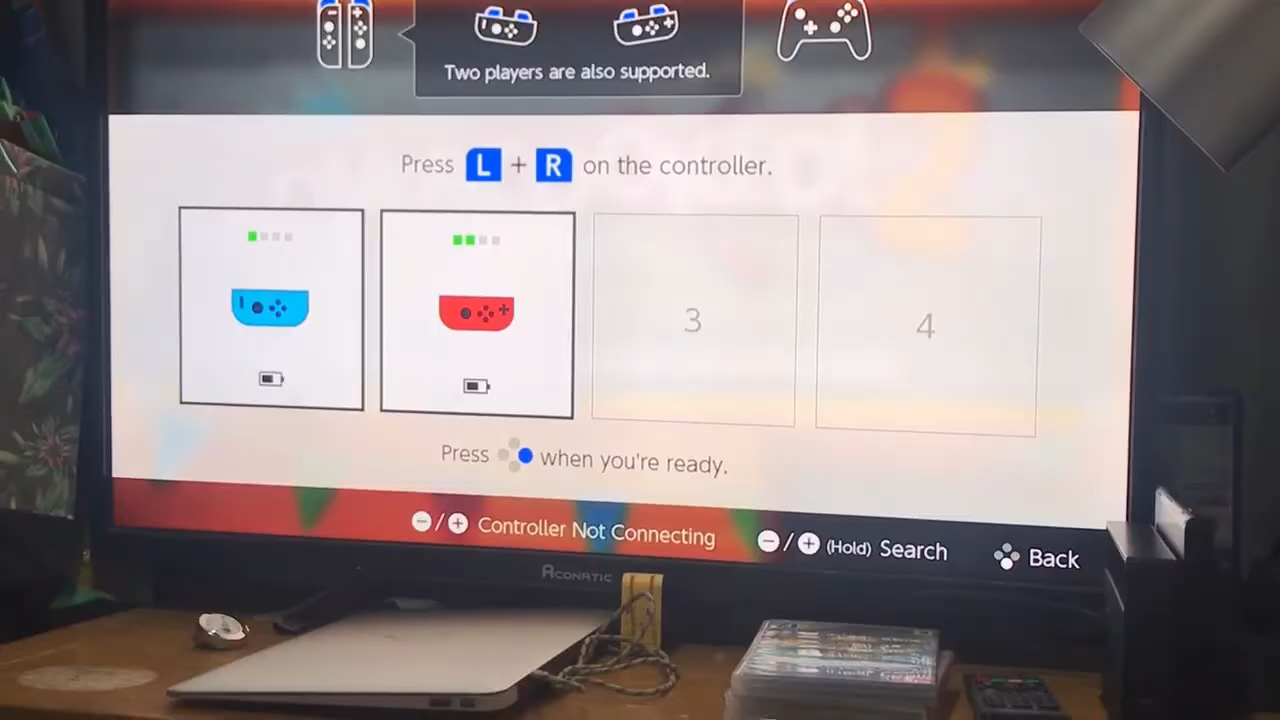 Two players are also supported.
Press L + R on the controller.
3
4
Press when you're ready.
−/+ Controller Not Connecting
−/+ (Hold) Search
Back
ACONATIC